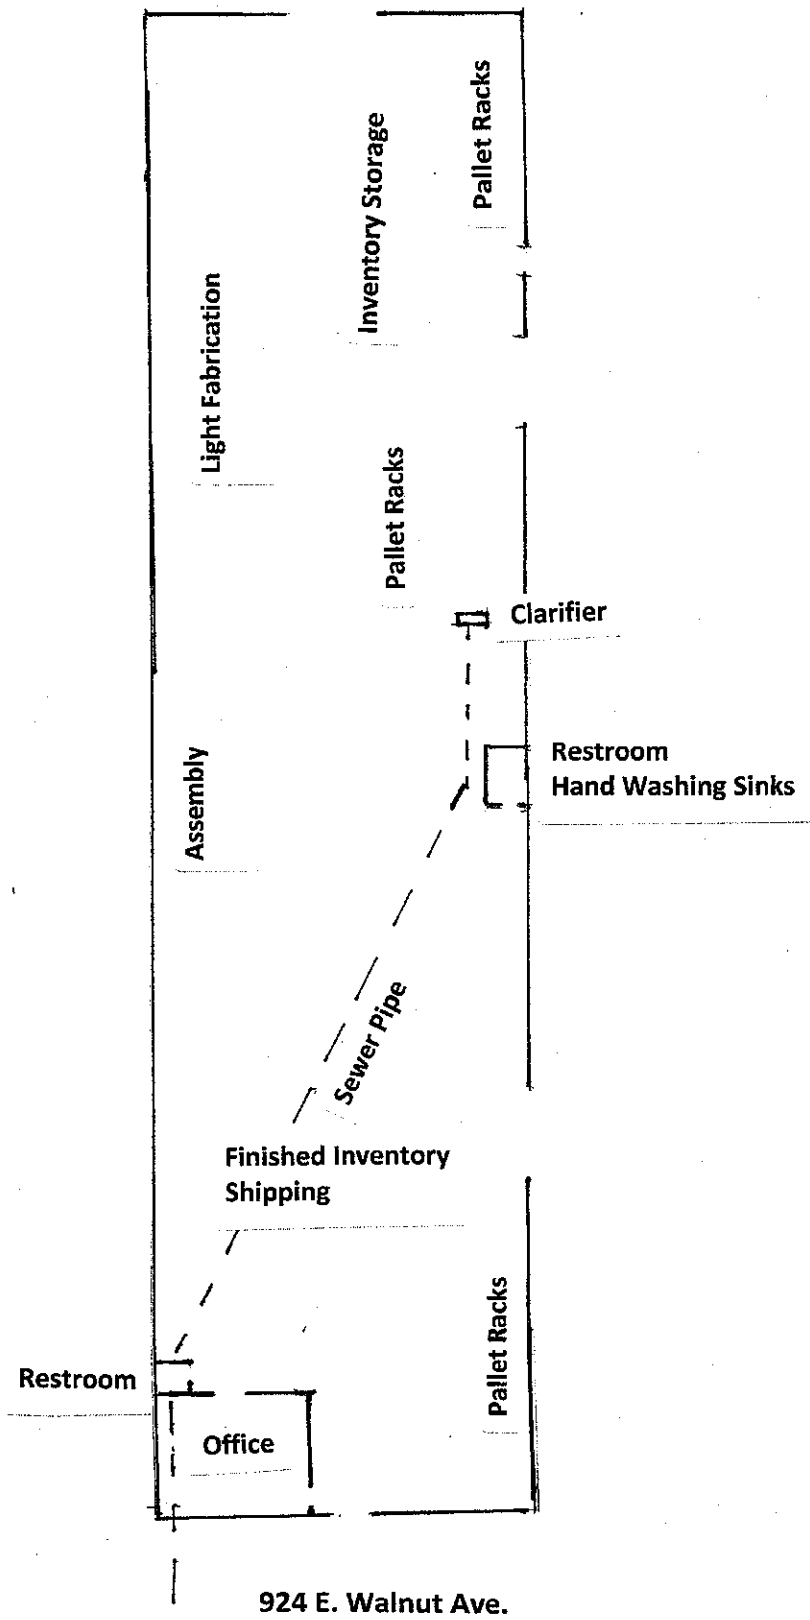 Pallet Racks
Inventory Storage
Light Fabrication
Pallet Racks
Clarifier
Restroom
Hand Washing Sinks
Assembly
Sewer Pipe
Finished Inventory
Shipping
Pallet Racks
Restroom
Office
924 E. Walnut Ave.